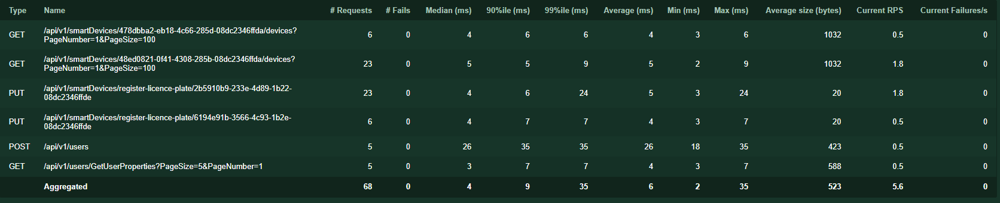 Type Name # Requests # Fails Median (ms) 90%ile (ms) 99%ile (ms) Average (ms) Min (ms) Max (ms) Average size (bytes) Current RPS Current Failures/s
GET /api/v1/smartDevices/478dbba2-eb18-4c66-285d-08dc2346ffda/devices? 6 0 4 6 6 4 3 6 1032 0.5 0
PageNumber=1&PageSize=100
GET /api/v1/smartDevices/48ed0821-0f41-4308-285b-08dc2346ffda/devices? 23 0 5 5 9 5 2 9 1032 1.8 0
PageNumber=1&PageSize=100
PUT /api/v1/smartDevices/register-licence-plate/2b5910b9-233e-4d89-1b22- 23 0 4 6 24 5 3 24 20 1.8 0
08dc2346ffde
PUT /api/v1/smartDevices/register-licence-plate/6194e91b-3566-4c93-1b2e- 6 0 4 7 7 4 3 7 20 0.5 0
08dc2346ffde
POST /api/v1/users 5 0 26 35 35 26 18 35 423 0.5 0
GET /api/v1/users/GetUserProperties?PageSize=5&PageNumber=1 5 0 3 7 7 4 3 7 588 0.5 0
Aggregated 68 0 4 9 35 6 2 35 523 5.6 0